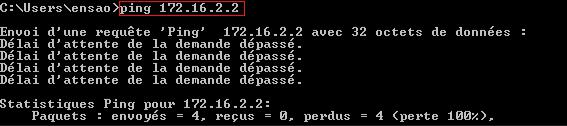 C:\Users\ensao>ping 172.16.2.2
Envoi d'une requête 'Ping'  172.16.2.2 avec 32 octets de données :
Délai d'attente de la demande dépassé.
Délai d'attente de la demande dépassé.
Délai d'attente de la demande dépassé.
Délai d'attente de la demande dépassé.
Statistiques Ping pour 172.16.2.2:
    Paquets : envoyés = 4, reçus = 0, perdus = 4 (perte 100%),